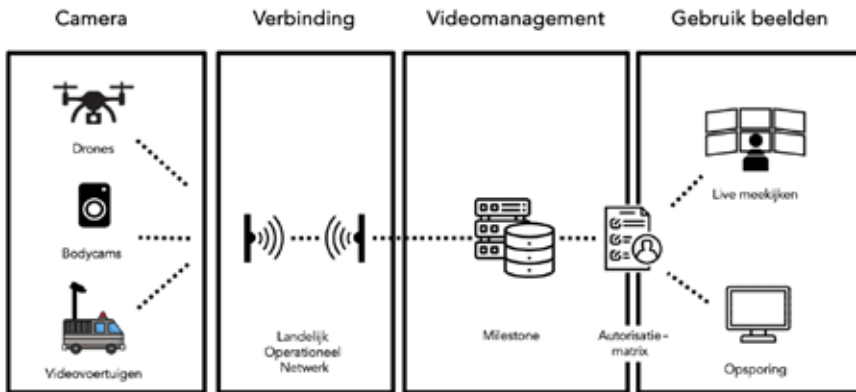 Camera
Verbinding
Videomanagement
Gebruik beelden
Drones
Bodycams
Videovoertuigen
Landelijk
Operationeel
Netwerk
Milestone
Autorisatie-
matrix
Live meekijken
Opsporing